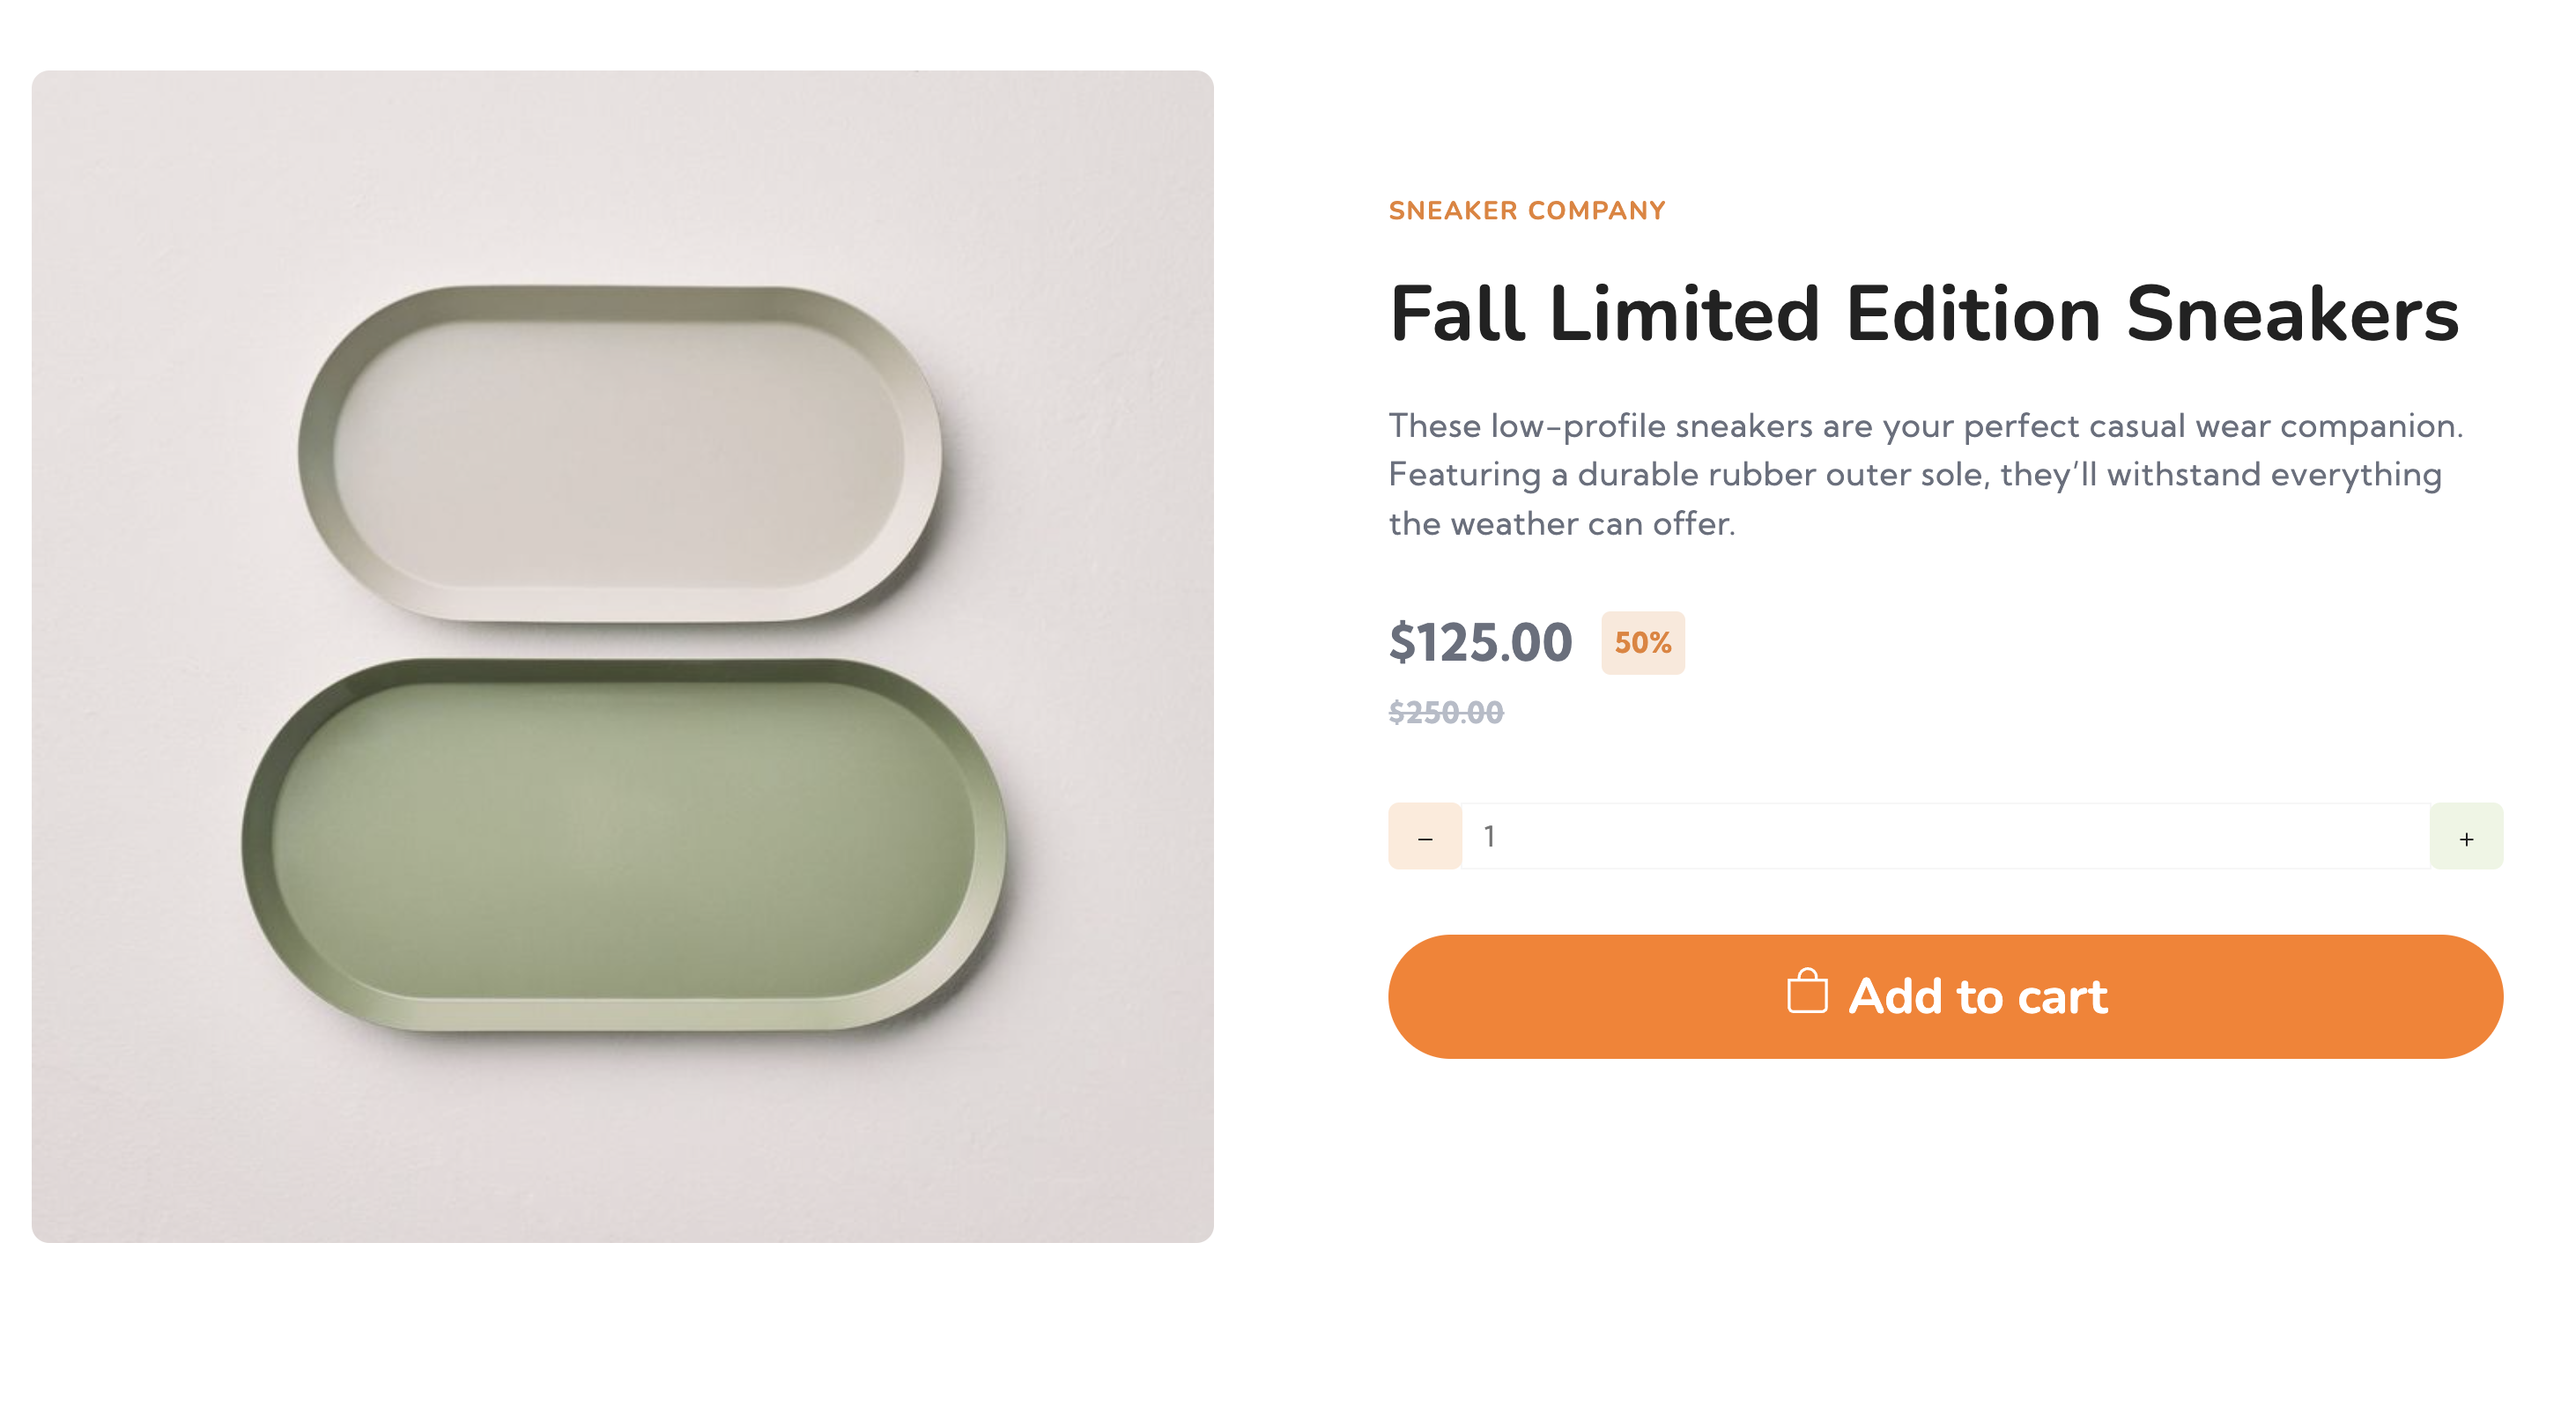 SNEAKER COMPANY
Fall Limited Edition Sneakers
These low-profile sneakers are your perfect casual wear companion.
Featuring a durable rubber outer sole, they’ll withstand everything
the weather can offer.
$125.00 50%
$250.00
– 1 +
Add to cart